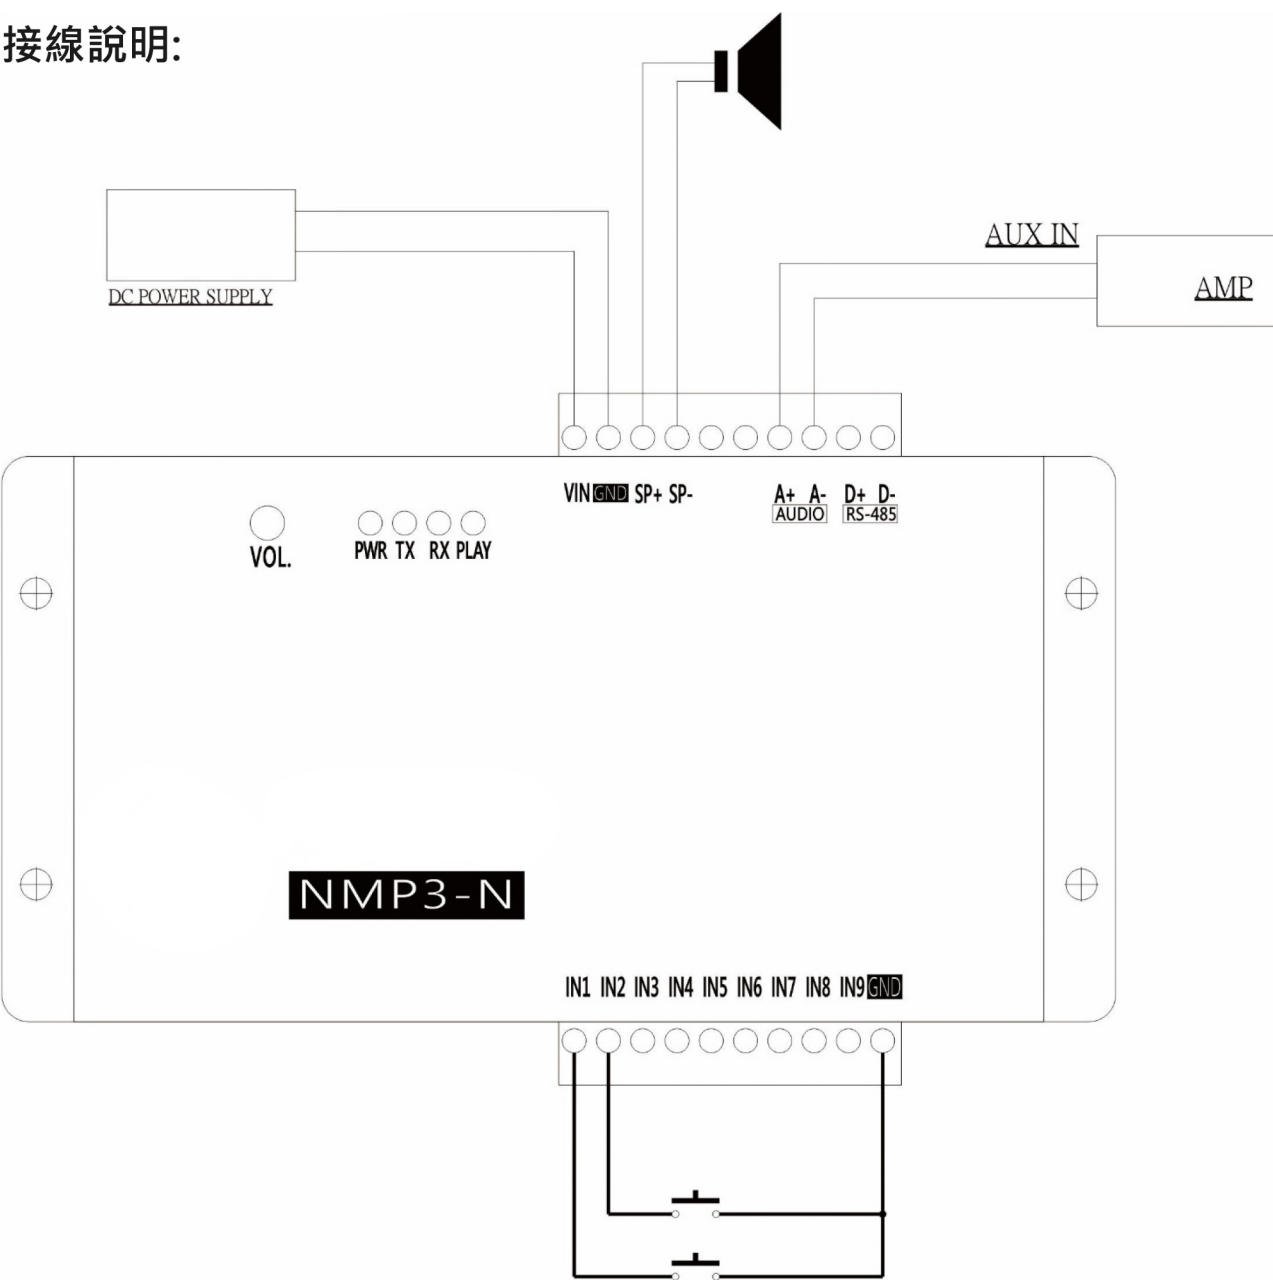 接線說明:
AUX IN
AMP
DC POWER SUPPLY
VIN GND SP+ SP- A+ A- D+ D-
AUDIO RS-485
VOL. PWR TX RX PLAY
NMP3-N
IN1 IN2 IN3 IN4 IN5 IN6 IN7 IN8 IN9 GND